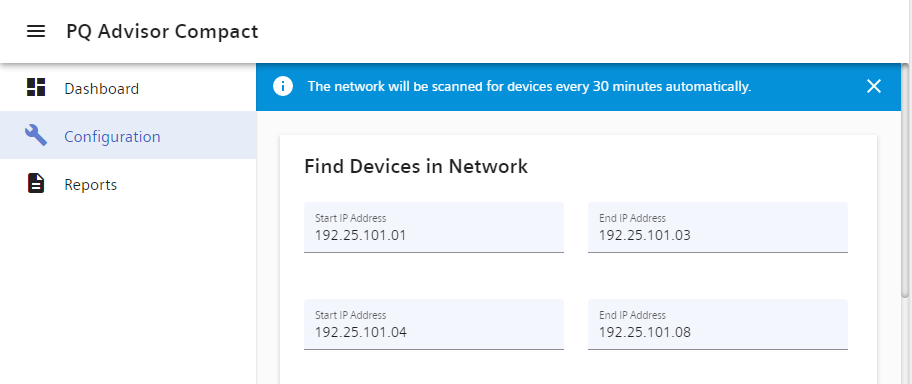 PQ Advisor Compact
Dashboard
Configuration
Reports
The network will be scanned for devices every 30 minutes automatically.
Find Devices in Network
Start IP Address
192.25.101.01
End IP Address
192.25.101.03
Start IP Address
192.25.101.04
End IP Address
192.25.101.08